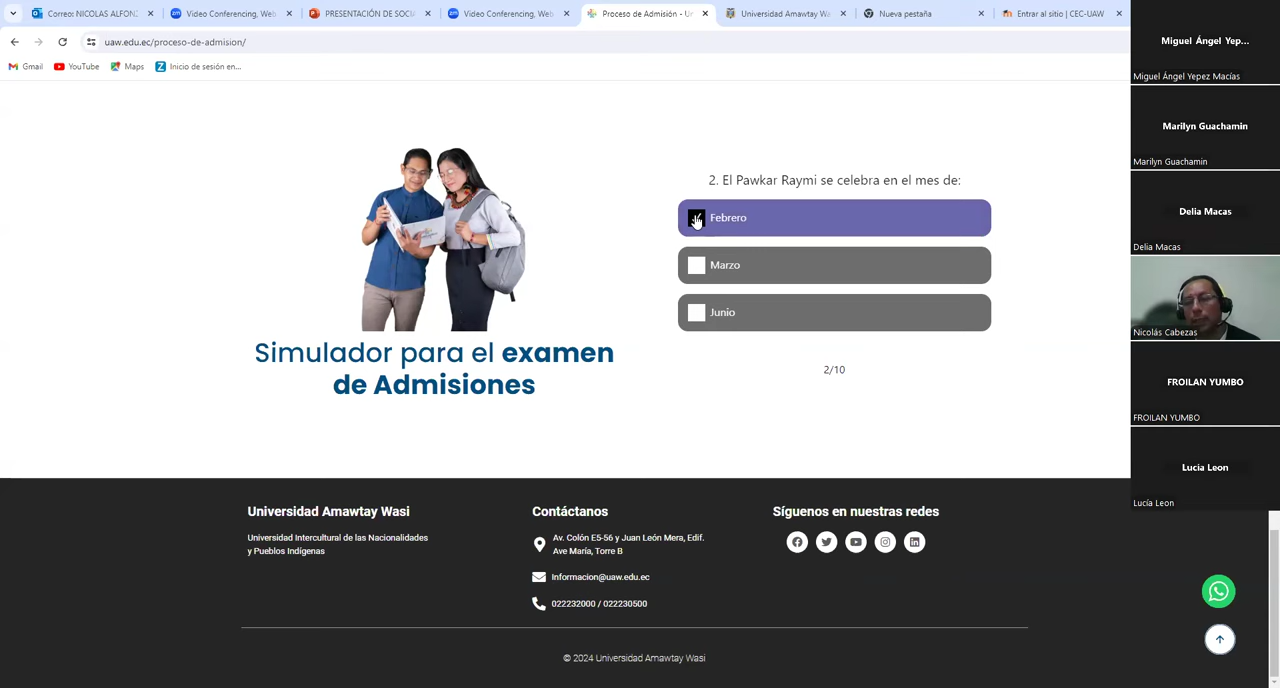 Correo: NICOLAS ALFONZ
Video Conferencing, Web
PRESENTACIÓN DE SOCIA
Video Conferencing, Web
Proceso de Admisión - Un
Universidad Amawtay Wa
Nueva pestaña
Entrar al sitio | CEC-UAW
uaw.edu.ec/proceso-de-admision/
Gmail
YouTube
Maps
Inicio de sesión en...
Miguel Ángel Yep...
Miguel Ángel Yepez Macías
Marilyn Guachamin
Marilyn Guachamin
Delia Macas
Delia Macas
Nicolás Cabezas
FROILAN YUMBO
FROILAN YUMBO
Lucia Leon
Lucía Leon
Simulador para el examen
de Admisiones
2. El Pawkar Raymi se celebra en el mes de:
Febrero
Marzo
Junio
2/10
Universidad Amawtay Wasi
Universidad Intercultural de las Nacionalidades
y Pueblos Indígenas
Contáctanos
Av. Colón E5-56 y Juan León Mera, Edif.
Ave María, Torre B
Informacion@uaw.edu.ec
022232000 / 022230500
Síguenos en nuestras redes
© 2024 Universidad Amawtay Wasi